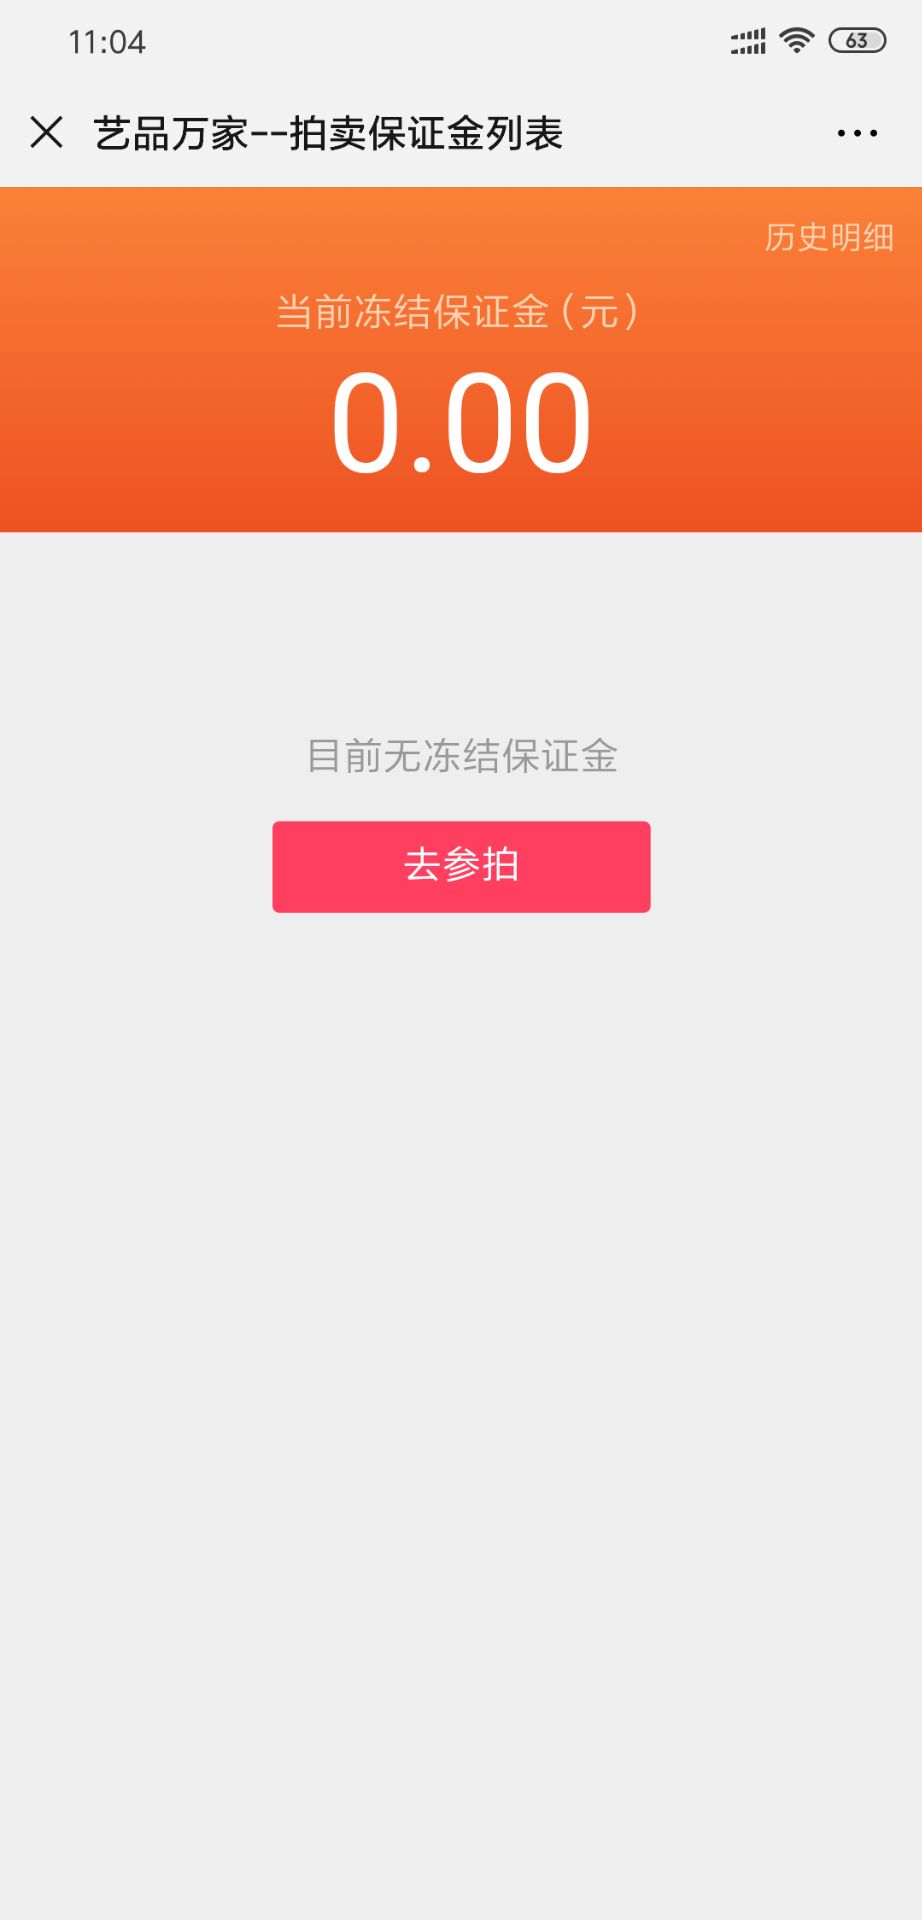 11:04
63
艺品万家--拍卖保证金列表
历史明细
当前冻结保证金(元)
0.00
目前无冻结保证金
去参拍